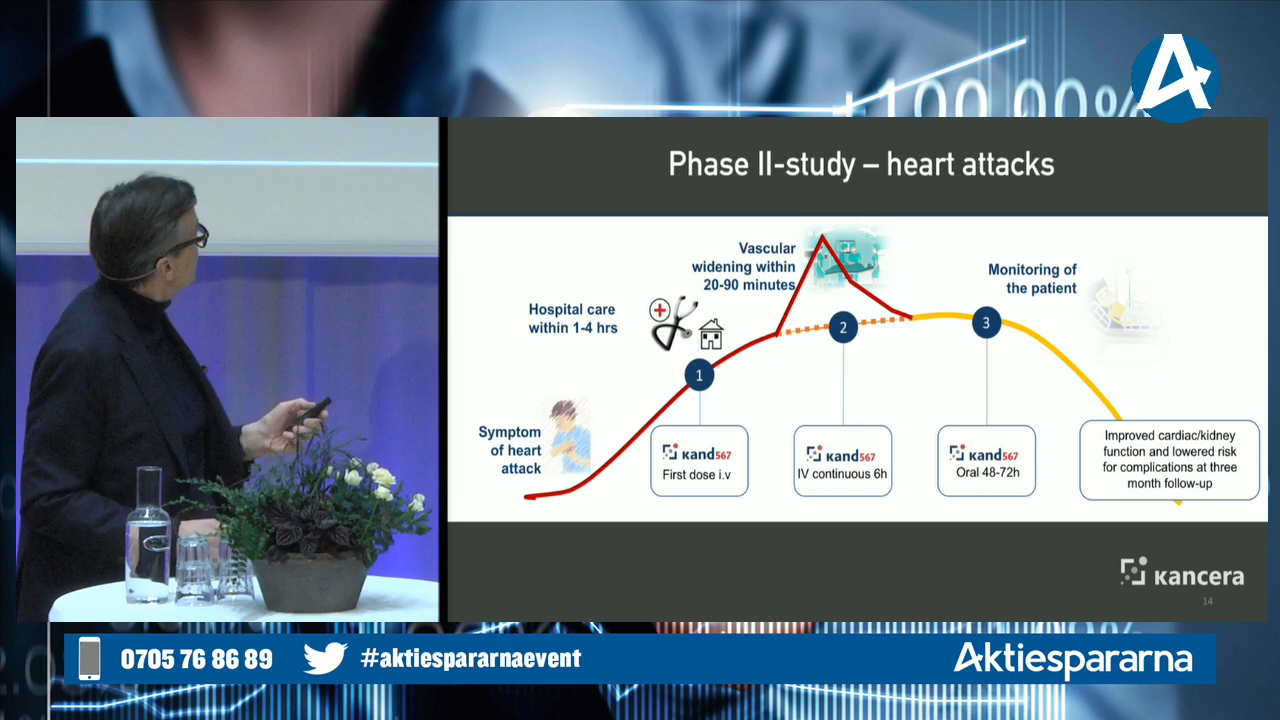 +100,00%
A
Phase II-study – heart attacks
Vascular
widening within
20-90 minutes
Monitoring of
the patient
Hospital care
within 1-4 hrs
Symptom
of heart
attack
1
2
3
kand567
First dose i.v
kand567
IV continuous 6h
kand567
Oral 48-72h
Improved cardiac/kidney
function and lowered risk
for complications at three
month follow-up
kancera
14
0705 76 86 89
#aktiespararnaevent
Aktiespararna